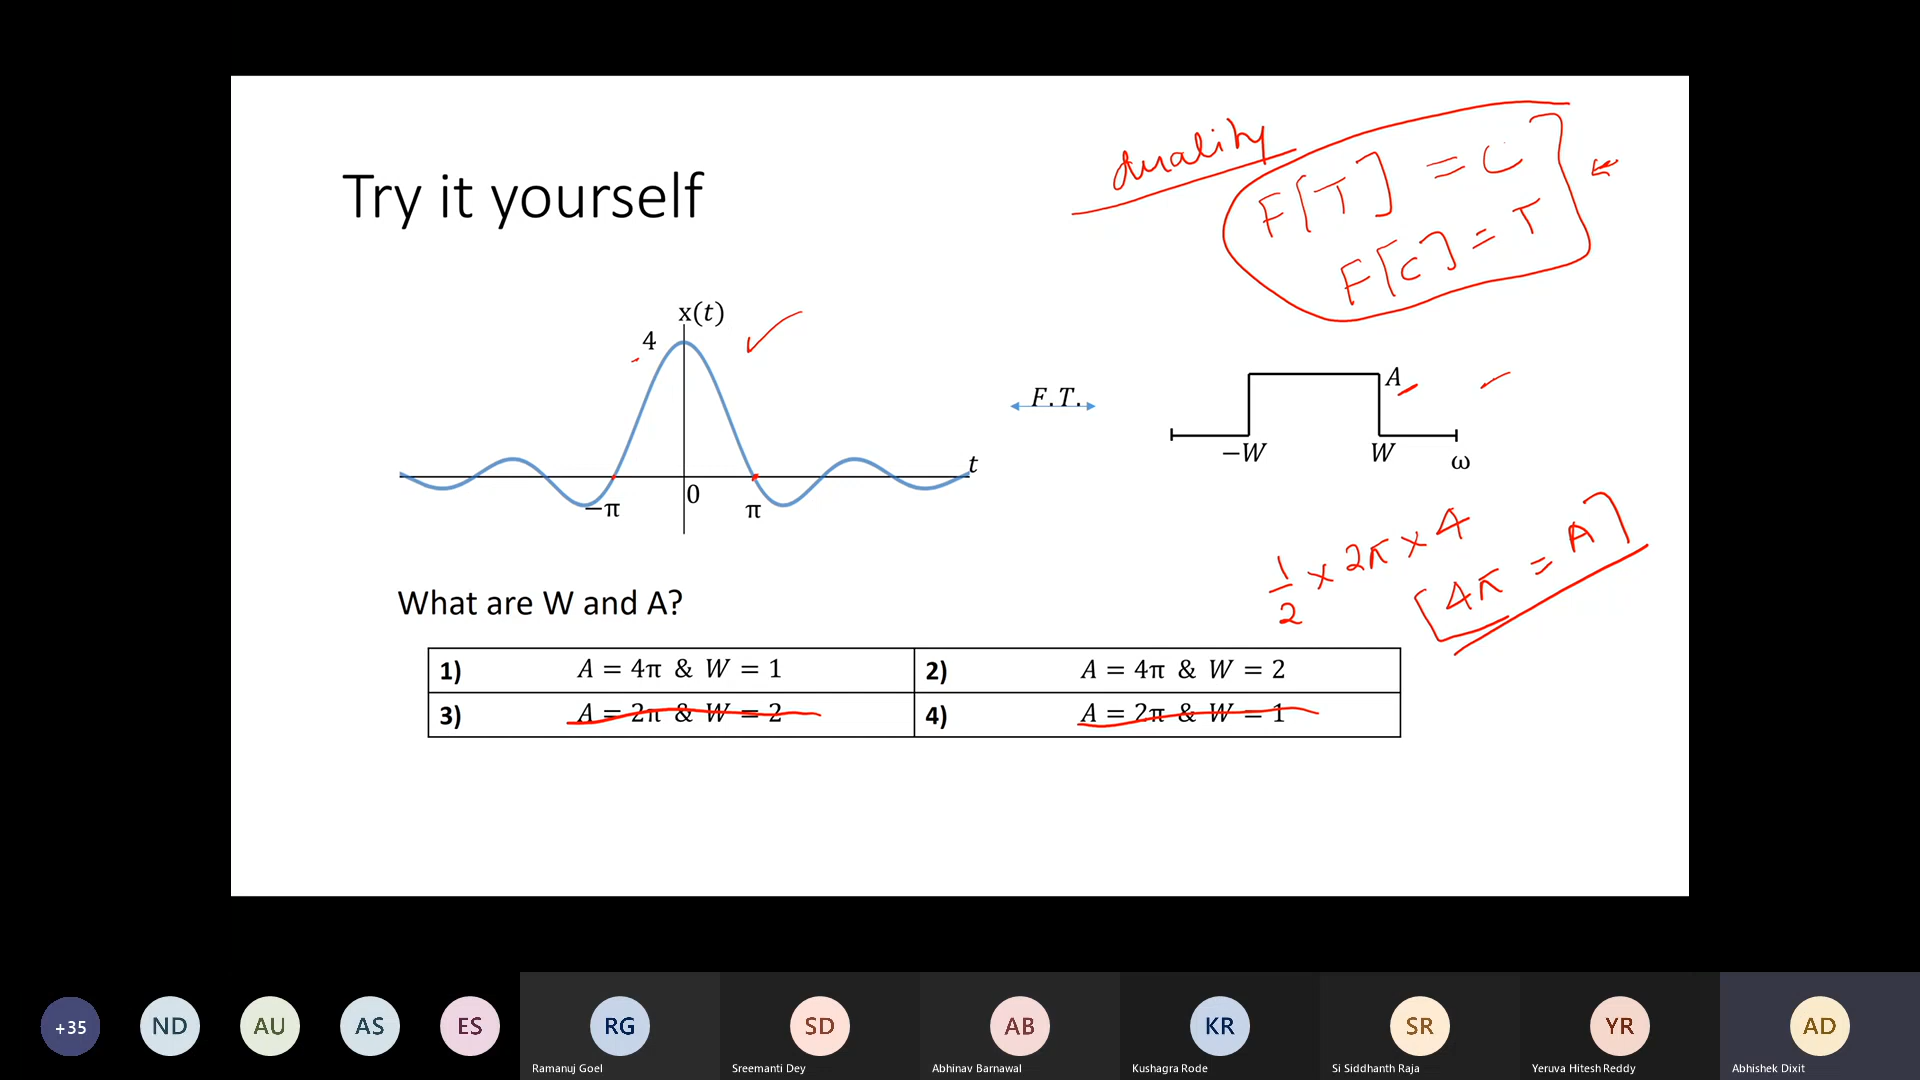 duality
F[T] = C
F[C] = T
Try it yourself
x(t)
4
−π
0
π
t
F.T.
A
−W
W
ω
1/2 × 2π × 4
[4π = A]
What are W and A?
1) A = 4π & W = 1
2) A = 4π & W = 2
3) A = 2π & W = 2
4) A = 2π & W = 1
+35
ND
AU
AS
ES
RG
SD
AB
KR
SR
YR
AD
Ramanuj Goel
Sreemanti Dey
Abhinav Barnawal
Kushagra Rode
Si Siddhanth Raja
Yeruva Hitesh Reddy
Abhishek Dixit